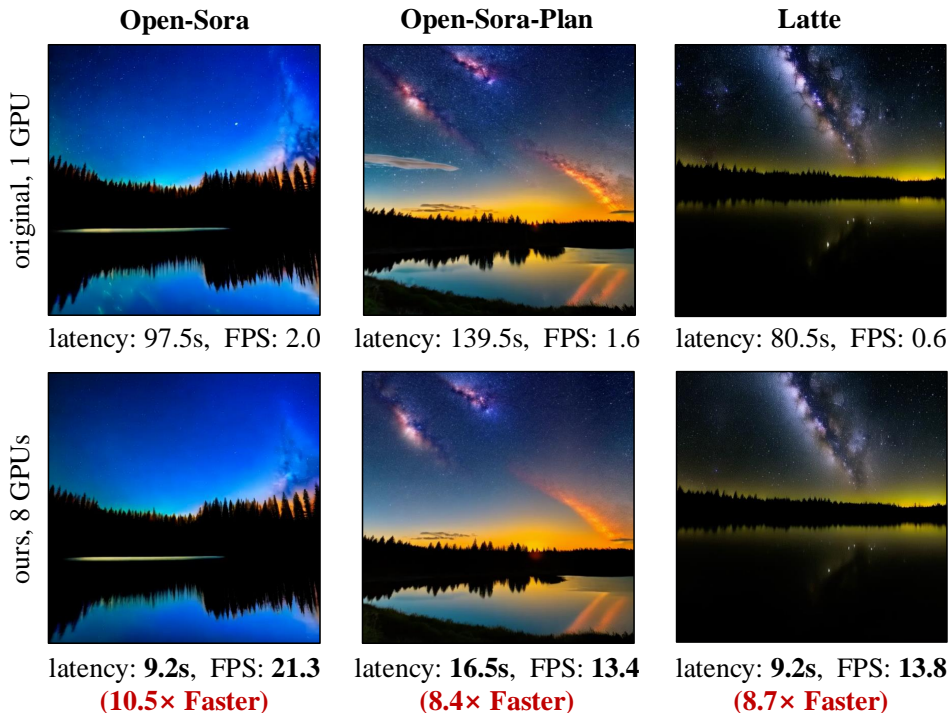 Open-Sora Open-Sora-Plan Latte
original, 1 GPU
latency: 97.5s, FPS: 2.0 latency: 139.5s, FPS: 1.6 latency: 80.5s, FPS: 0.6
ours, 8 GPUs
latency: 9.2s, FPS: 21.3 latency: 16.5s, FPS: 13.4 latency: 9.2s, FPS: 13.8
(10.5× Faster) (8.4× Faster) (8.7× Faster)